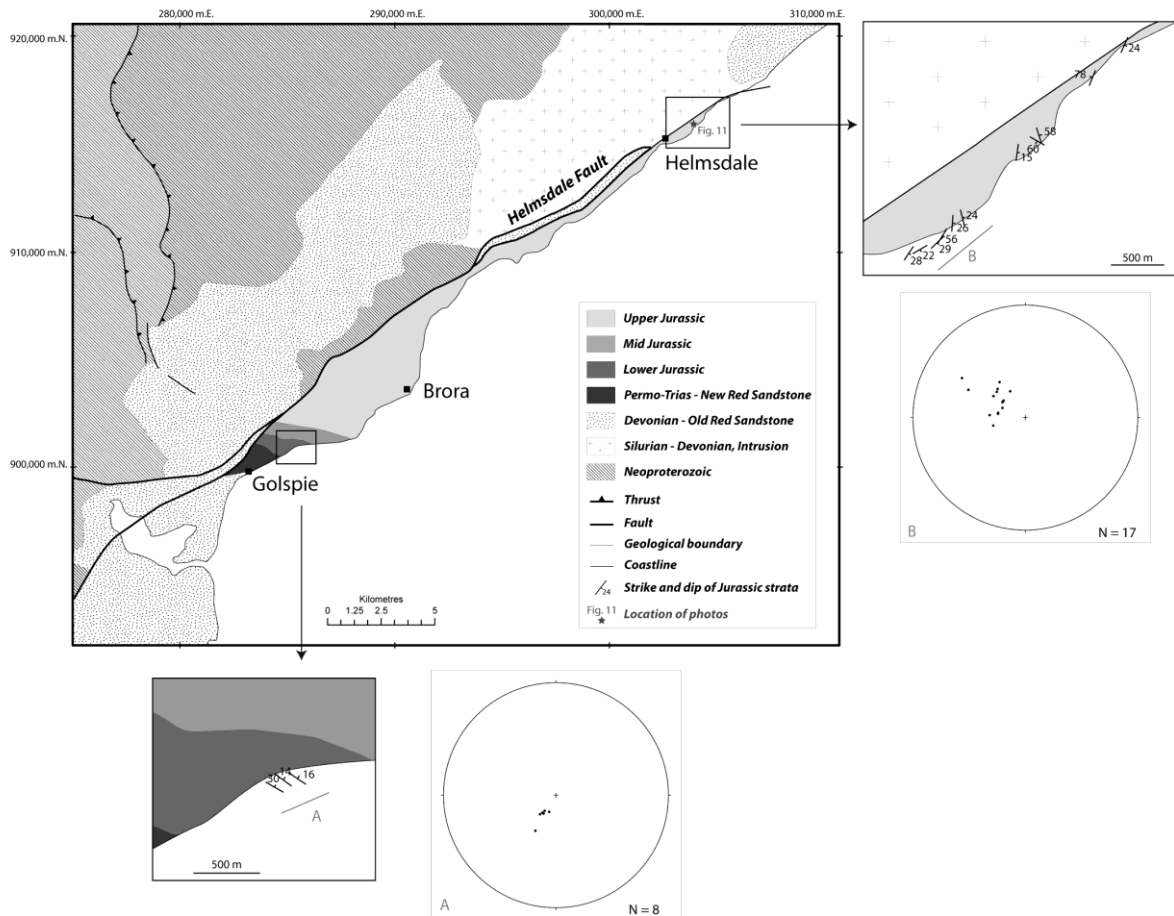 280,000 m.E.
290,000 m.E.
300,000 m.E.
310,000 m.E.
920,000 m.N.
910,000 m.N.
900,000 m.N.
Fig. 11
Helmsdale
Helmsdale Fault
Brora
Golspie
Upper Jurassic
Mid Jurassic
Lower Jurassic
Permo-Trias - New Red Sandstone
Devonian - Old Red Sandstone
Silurian - Devonian, Intrusion
Neoproterozoic
Thrust
Fault
Geological boundary
Coastline
24 Strike and dip of Jurassic strata
Fig. 11 Location of photos
Kilometres
0 1.25 2.5 5
24
78
58
60
15
24
26
56
29
22
28
B
500 m
B
N = 17
14
30
16
A
500 m
A
N = 8